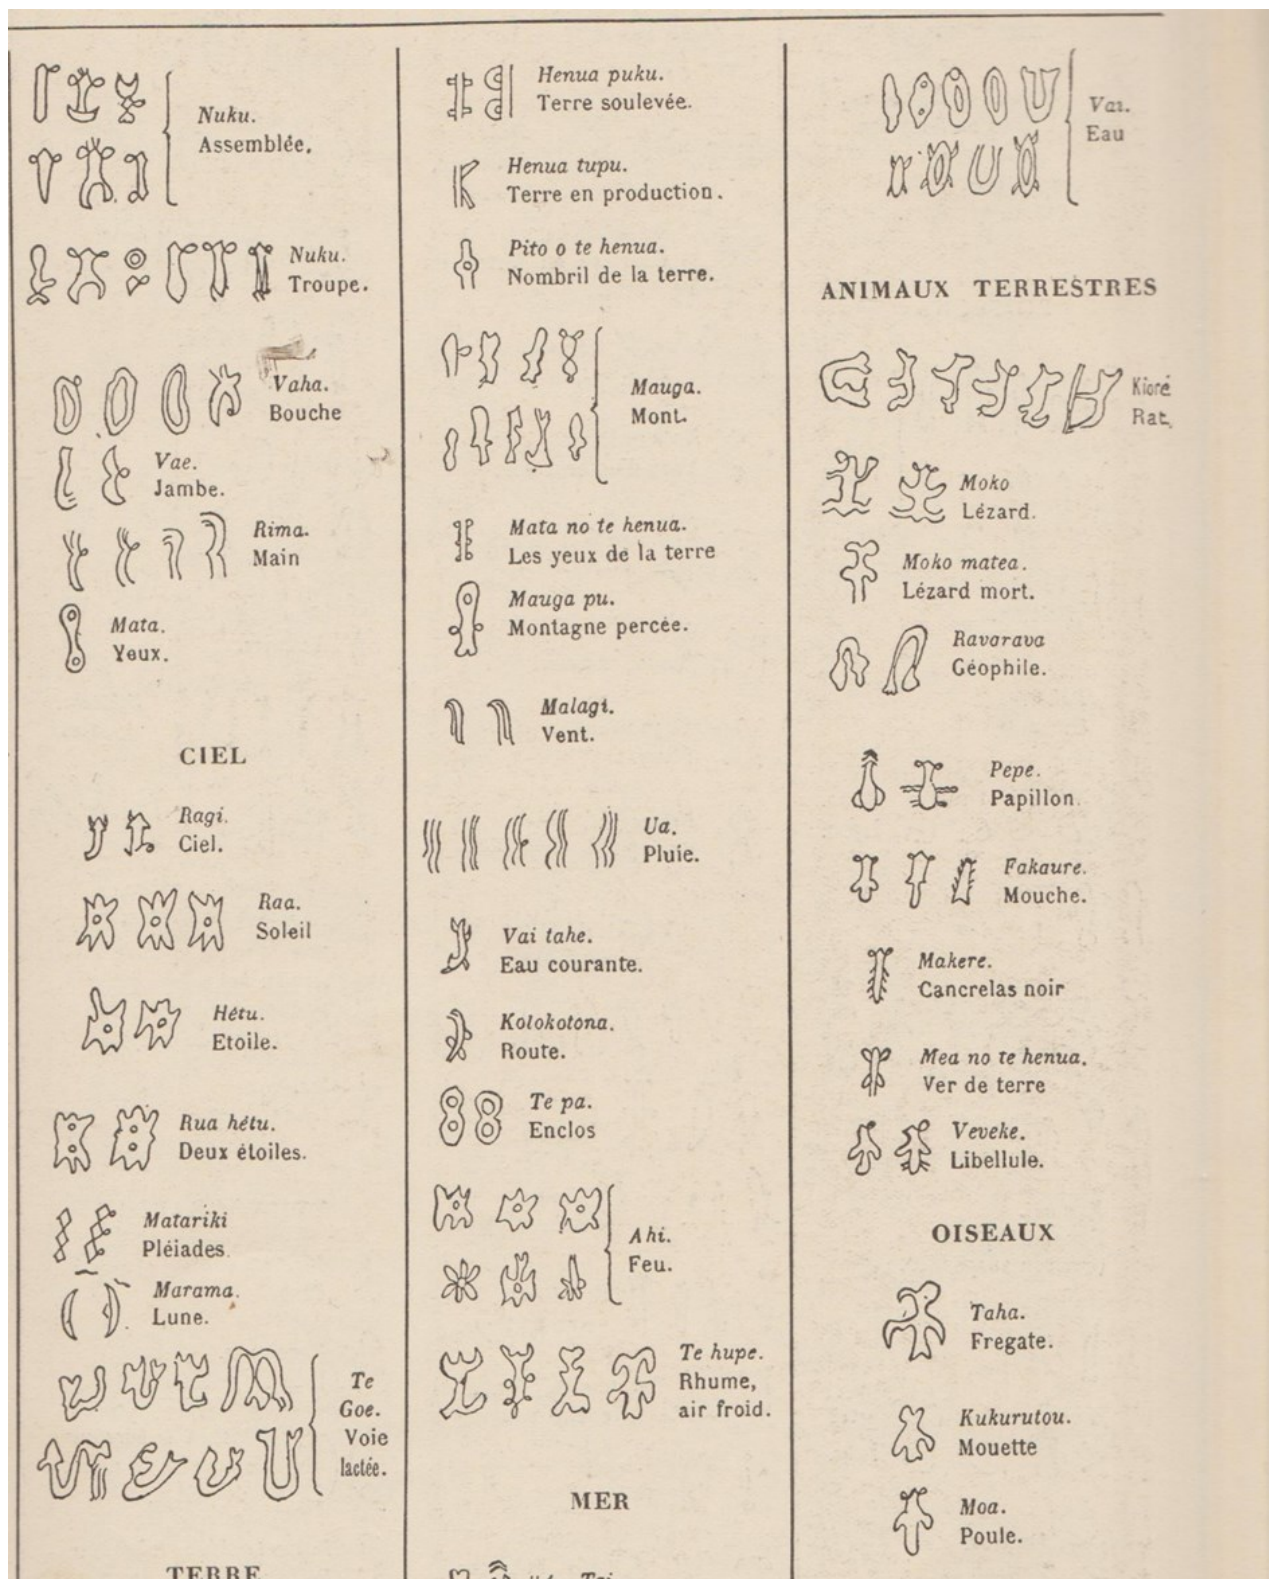 Nuku.
Assemblée.
Nuku.
Troupe.
Vaha.
Bouche
Vae.
Jambe.
Rima.
Main
Mata.
Yeux.
CIEL
Ragi.
Ciel.
Raa.
Soleil
Hétu.
Etoile.
Rua hétu.
Deux étoiles.
Matariki
Pléiades
Marama.
Lune.
Te
Goe.
Voie
lactée.
TERRE
Henua puku.
Terre soulevée.
Henua tupu.
Terre en production.
Pito o te henua.
Nombril de la terre.
Mauga.
Mont.
Mata no te henua.
Les yeux de la terre
Mauga pu.
Montagne percée.
Malagi.
Vent.
Ua.
Pluie.
Vai tahe.
Eau courante.
Kolokotona.
Route.
Te pa.
Enclos
Ahi.
Feu.
Te hupe.
Rhume,
air froid.
MER
Tai
Vai.
Eau
ANIMAUX TERRESTRES
Kioré
Rat.
Moko
Lézard.
Moko matea.
Lézard mort.
Ravarava
Géophile.
Pepe.
Papillon.
Fakaure.
Mouche.
Makere.
Cancrelas noir
Mea no te henua.
Ver de terre
Veveke.
Libellule.
OISEAUX
Taha.
Fregate.
Kukurutou.
Mouette
Moa.
Poule.